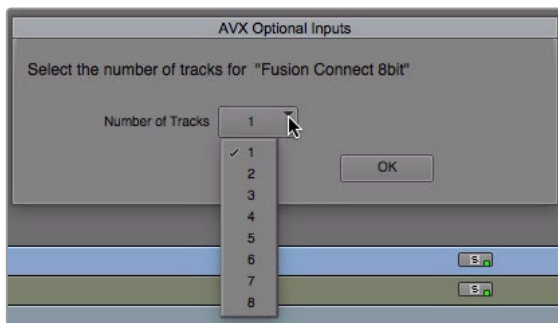 AVX Optional Inputs
Select the number of tracks for "Fusion Connect 8bit"
Number of Tracks 1
✓ 1
2
3
OK
4
5
6 S
7 S
8